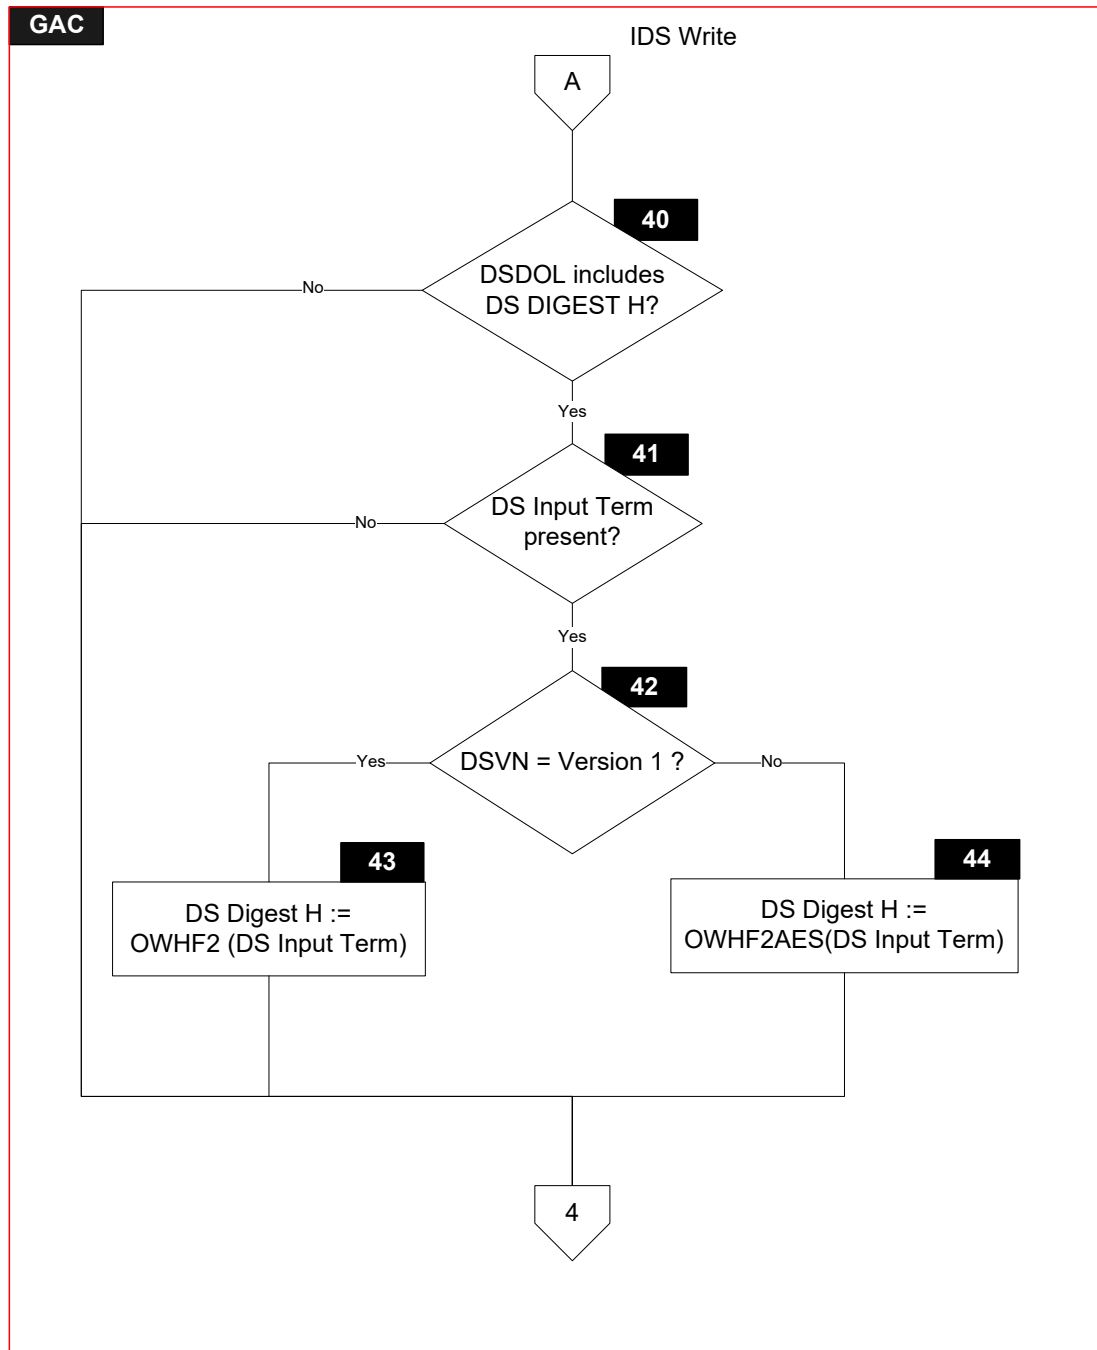 GAC
IDS Write
A
40
DSDOL includes
DS DIGEST H?
No
Yes
41
DS Input Term
present?
No
Yes
42
DSVN = Version 1 ?
Yes
No
43
DS Digest H :=
OWHF2 (DS Input Term)
44
DS Digest H :=
OWHF2AES(DS Input Term)
4